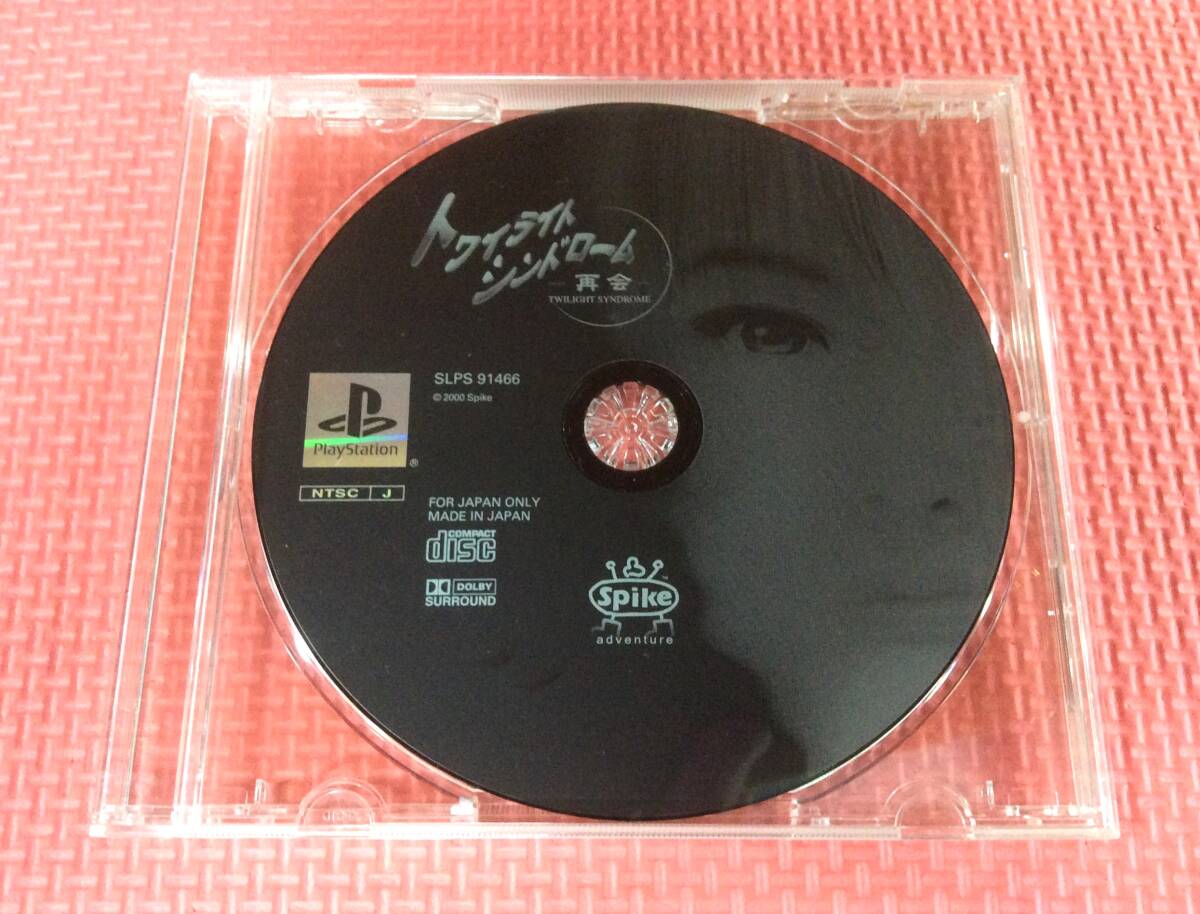 トワイライト
シンドローム
再会
TWILIGHT SYNDROME
SLPS 91466
© 2000 Spike
PlayStation
®
NTSC J
FOR JAPAN ONLY
MADE IN JAPAN
COMPACT
disc
DOLBY
SURROUND
Spike
™
adventure